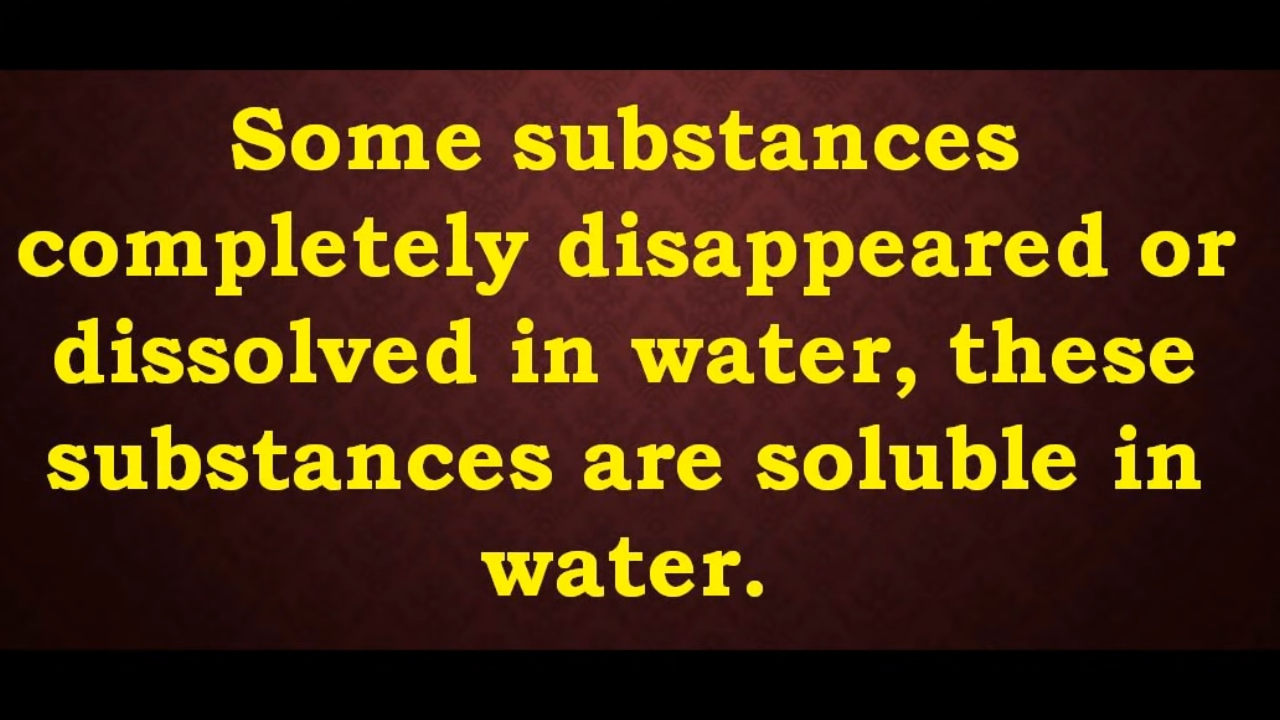 Some substances
completely disappeared or
dissolved in water, these
substances are soluble in
water.